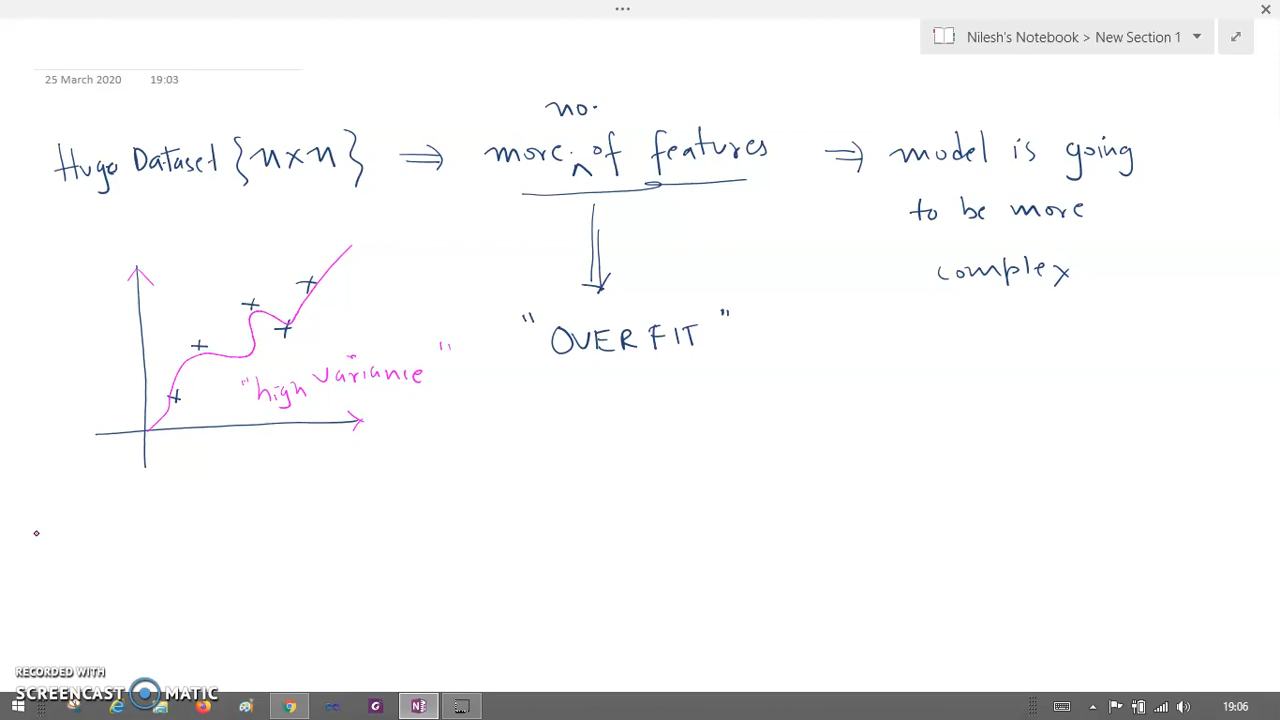 Nilesh's Notebook > New Section 1
25 March 2020 19:03
no.
Huge Dataset {n×n} ⇒ more of features ⇒ model is going
to be more
complex
" OVERFIT "
"high variance "
RECORDED WITH
SCREENCAST MATIC
19:06